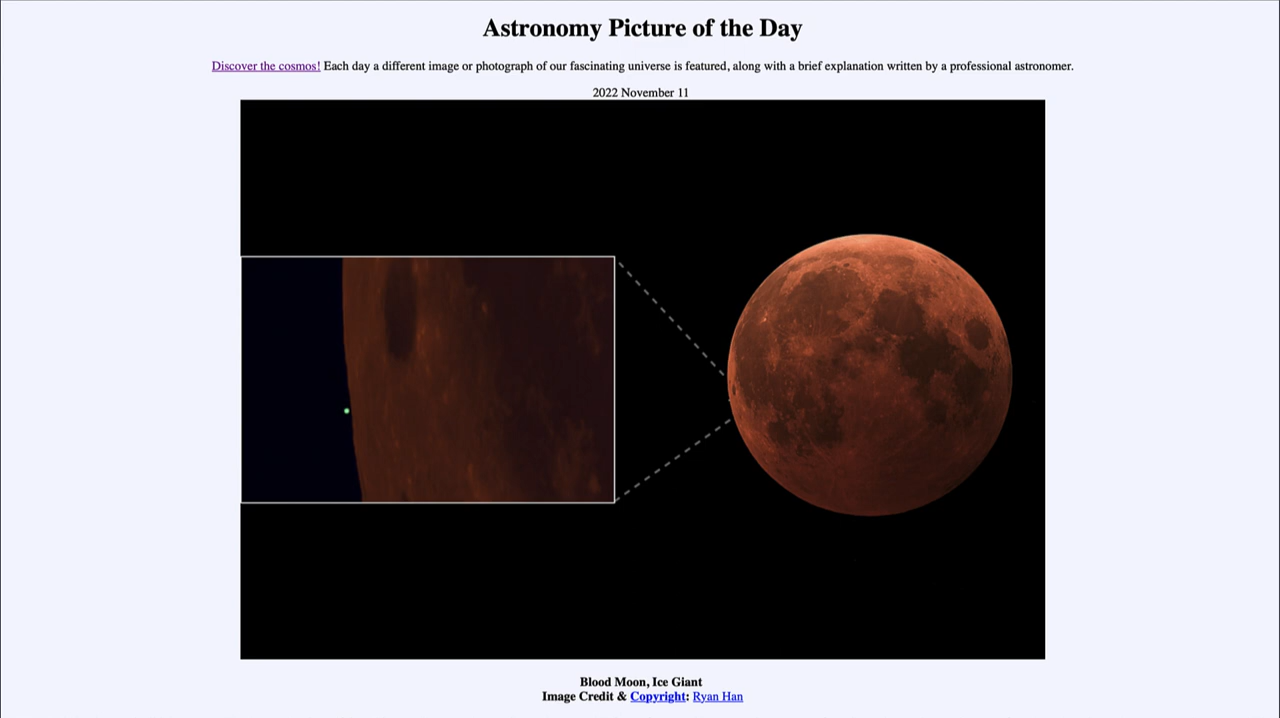 Astronomy Picture of the Day
Discover the cosmos! Each day a different image or photograph of our fascinating universe is featured, along with a brief explanation written by a professional astronomer.
2022 November 11
Blood Moon, Ice Giant
Image Credit & Copyright: Ryan Han